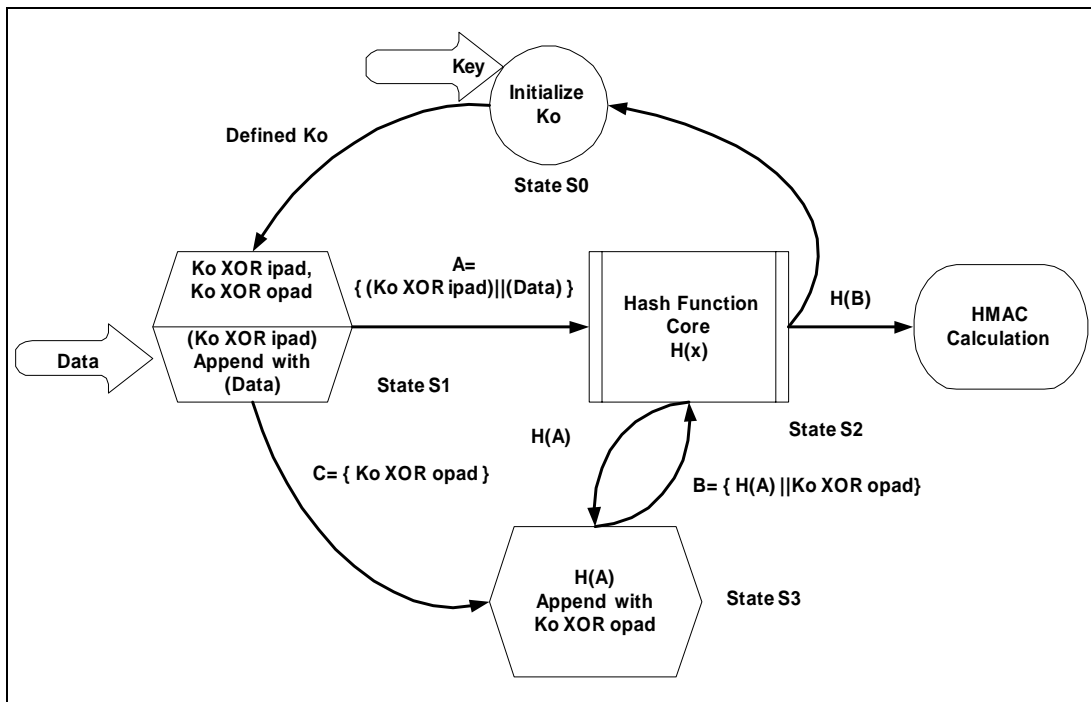 Key
Initialize
Ko
Defined Ko
State S0
Ko XOR ipad,
Ko XOR opad
A=
{ (Ko XOR ipad)||(Data) }
Hash Function
Core
H(x)
H(B)
HMAC
Calculation
Data
(Ko XOR ipad)
Append with
(Data)
State S1
State S2
H(A)
C= { Ko XOR opad }
B= { H(A) ||Ko XOR opad}
H(A)
Append with
Ko XOR opad
State S3